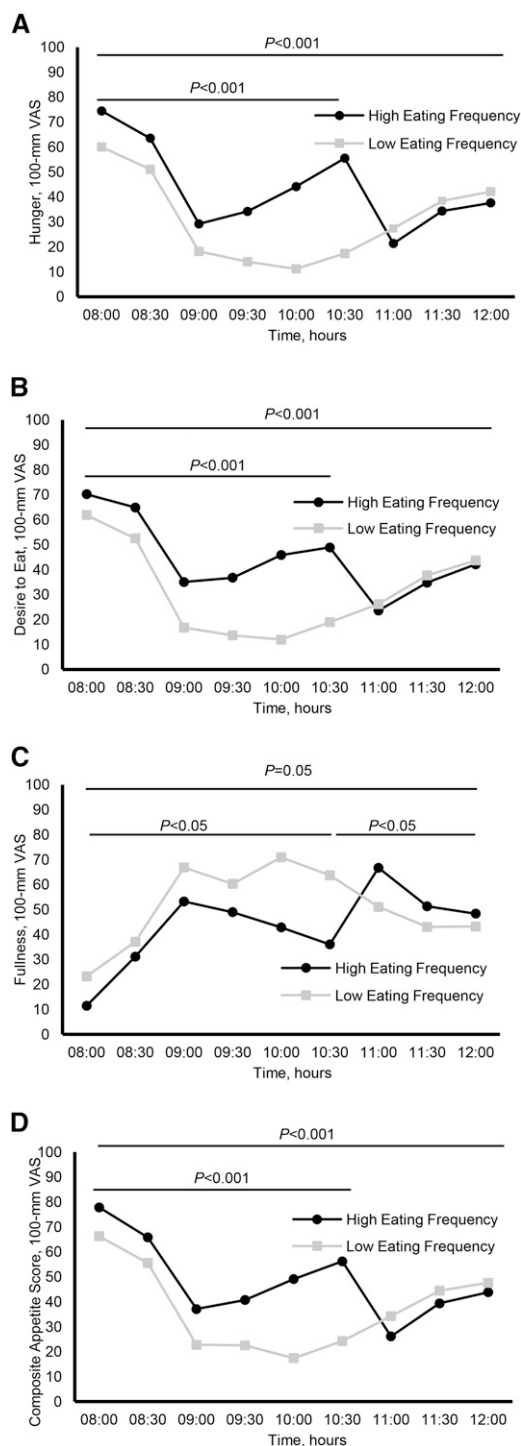 A
P<0.001
P<0.001
High Eating Frequency
Low Eating Frequency
Hunger, 100-mm VAS
100
90
80
70
60
50
40
30
20
10
0
08:00 08:30 09:00 09:30 10:00 10:30 11:00 11:30 12:00
Time, hours
B
P<0.001
P<0.001
High Eating Frequency
Low Eating Frequency
Desire to Eat, 100-mm VAS
100
90
80
70
60
50
40
30
20
10
0
08:00 08:30 09:00 09:30 10:00 10:30 11:00 11:30 12:00
Time, hours
C
P=0.05
P<0.05 P<0.05
High Eating Frequency
Low Eating Frequency
Fullness, 100-mm VAS
100
90
80
70
60
50
40
30
20
10
0
08:00 08:30 09:00 09:30 10:00 10:30 11:00 11:30 12:00
Time, hours
D
P<0.001
P<0.001
High Eating Frequency
Low Eating Frequency
Composite Appetite Score, 100-mm VAS
100
90
80
70
60
50
40
30
20
10
0
08:00 08:30 09:00 09:30 10:00 10:30 11:00 11:30 12:00
Time, hours